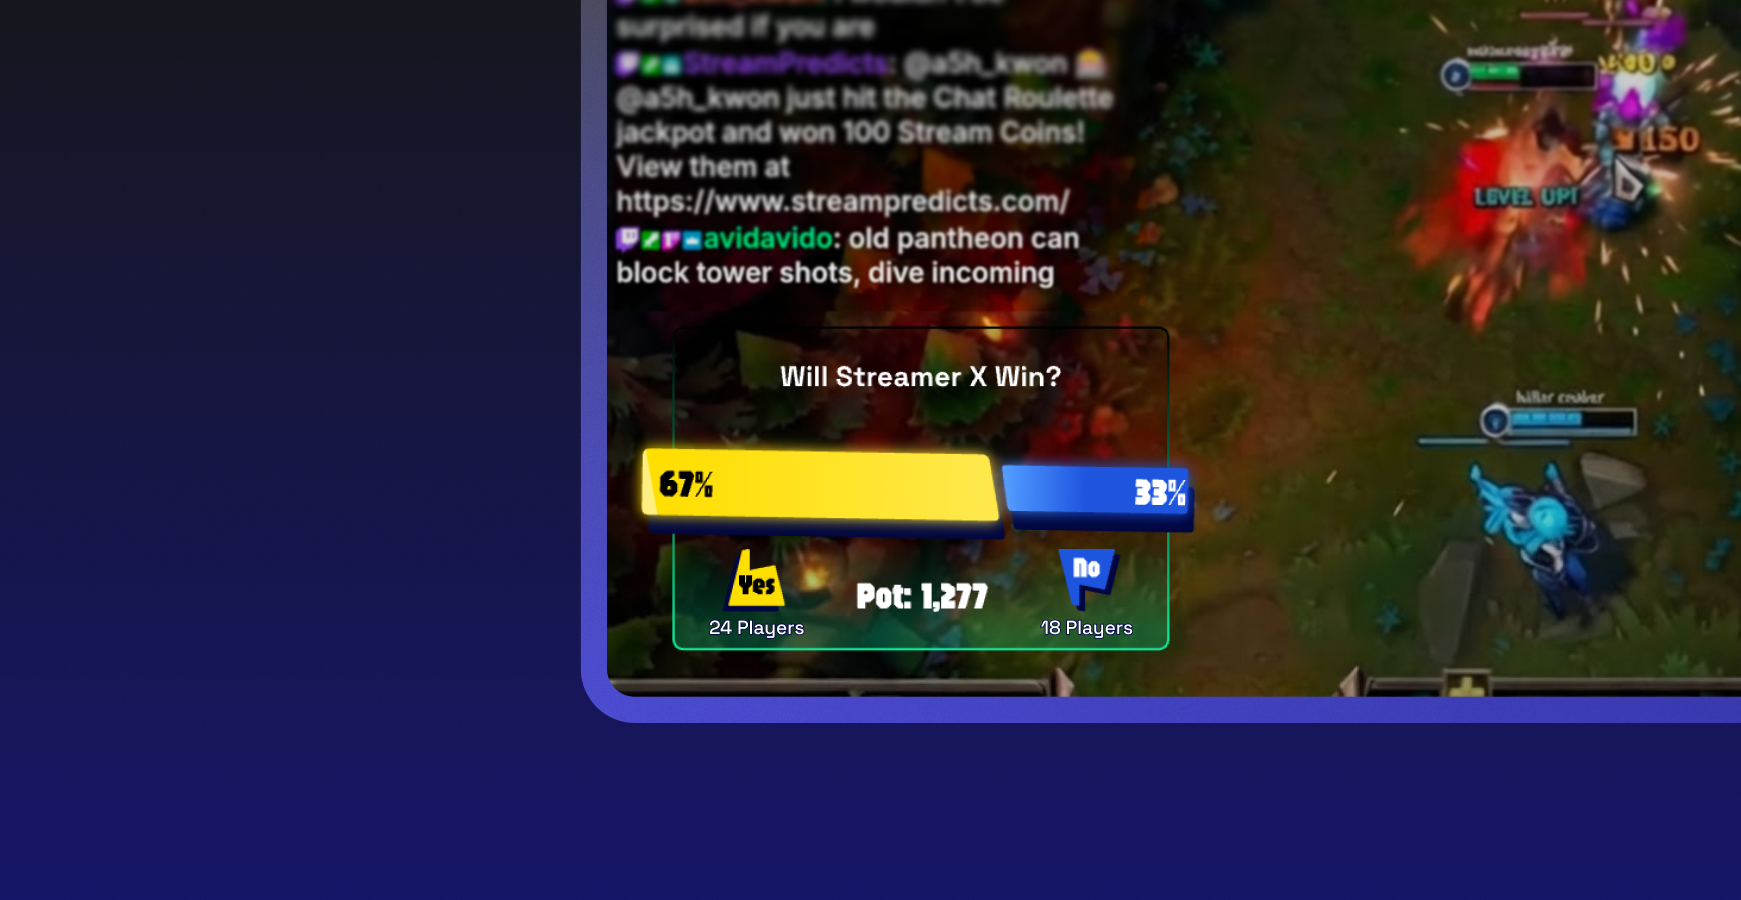 surprised if you are
StreamPredicts: @a5h_kwon
@a5h_kwon just hit the Chat Roulette
jackpot and won 100 Stream Coins!
View them at
https://www.streampredicts.com/
avidavido: old pantheon can
block tower shots, dive incoming
150
LEVEL UP!
Will Streamer X Win?
67%
33%
Yes
No
Pot: 1,277
24 Players
18 Players